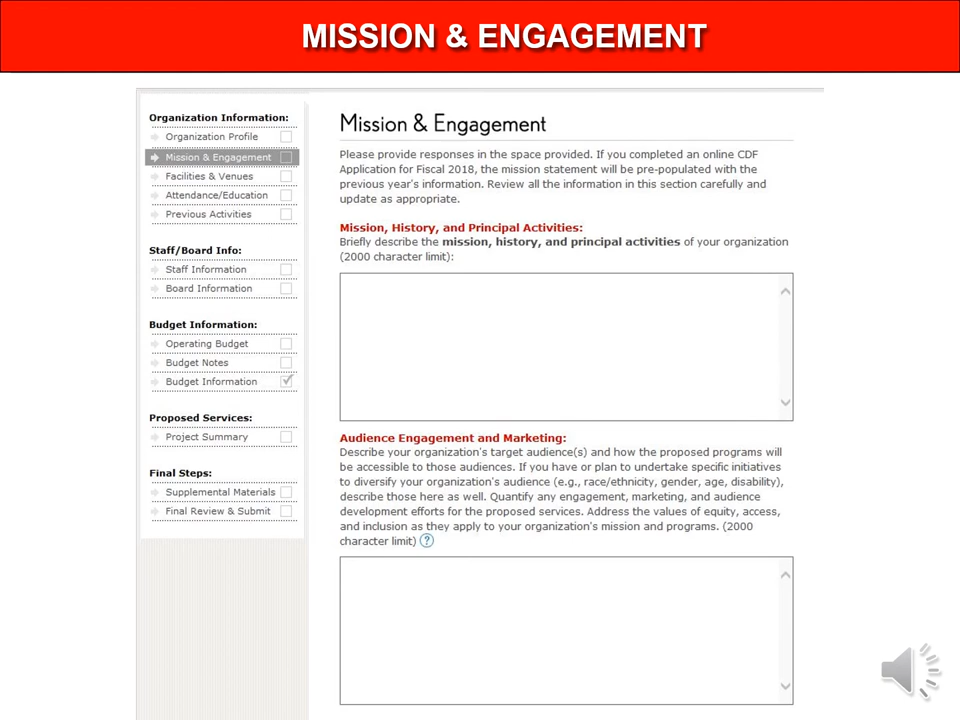 MISSION & ENGAGEMENT
Organization Information:
Organization Profile
Mission & Engagement
Facilities & Venues
Attendance/Education
Previous Activities
Staff/Board Info:
Staff Information
Board Information
Budget Information:
Operating Budget
Budget Notes
Budget Information
Proposed Services:
Project Summary
Final Steps:
Supplemental Materials
Final Review & Submit
Mission & Engagement
Please provide responses in the space provided. If you completed an online CDF
Application for Fiscal 2018, the mission statement will be pre-populated with the
previous year's information. Review all the information in this section carefully and
update as appropriate.
Mission, History, and Principal Activities:
Briefly describe the mission, history, and principal activities of your organization
(2000 character limit):
Audience Engagement and Marketing:
Describe your organization's target audience(s) and how the proposed programs will
be accessible to those audiences. If you have or plan to undertake specific initiatives
to diversify your organization's audience (e.g., race/ethnicity, gender, age, disability),
describe those here as well. Quantify any engagement, marketing, and audience
development efforts for the proposed services. Address the values of equity, access,
and inclusion as they apply to your organization's mission and programs. (2000
character limit) ?